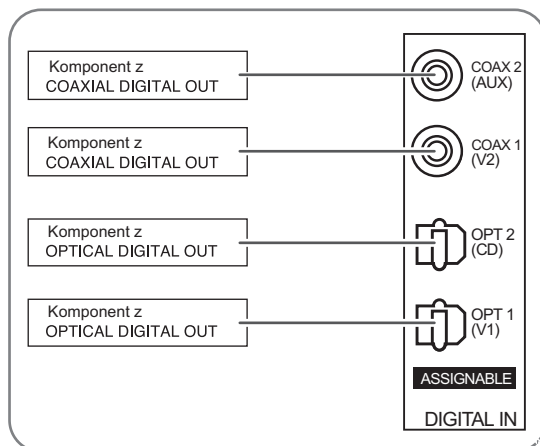 Komponent z
COAXIAL DIGITAL OUT
COAX 2
(AUX)
Komponent z
COAXIAL DIGITAL OUT
COAX 1
(V2)
Komponent z
OPTICAL DIGITAL OUT
OPT 2
(CD)
Komponent z
OPTICAL DIGITAL OUT
OPT 1
(V1)
ASSIGNABLE
DIGITAL IN